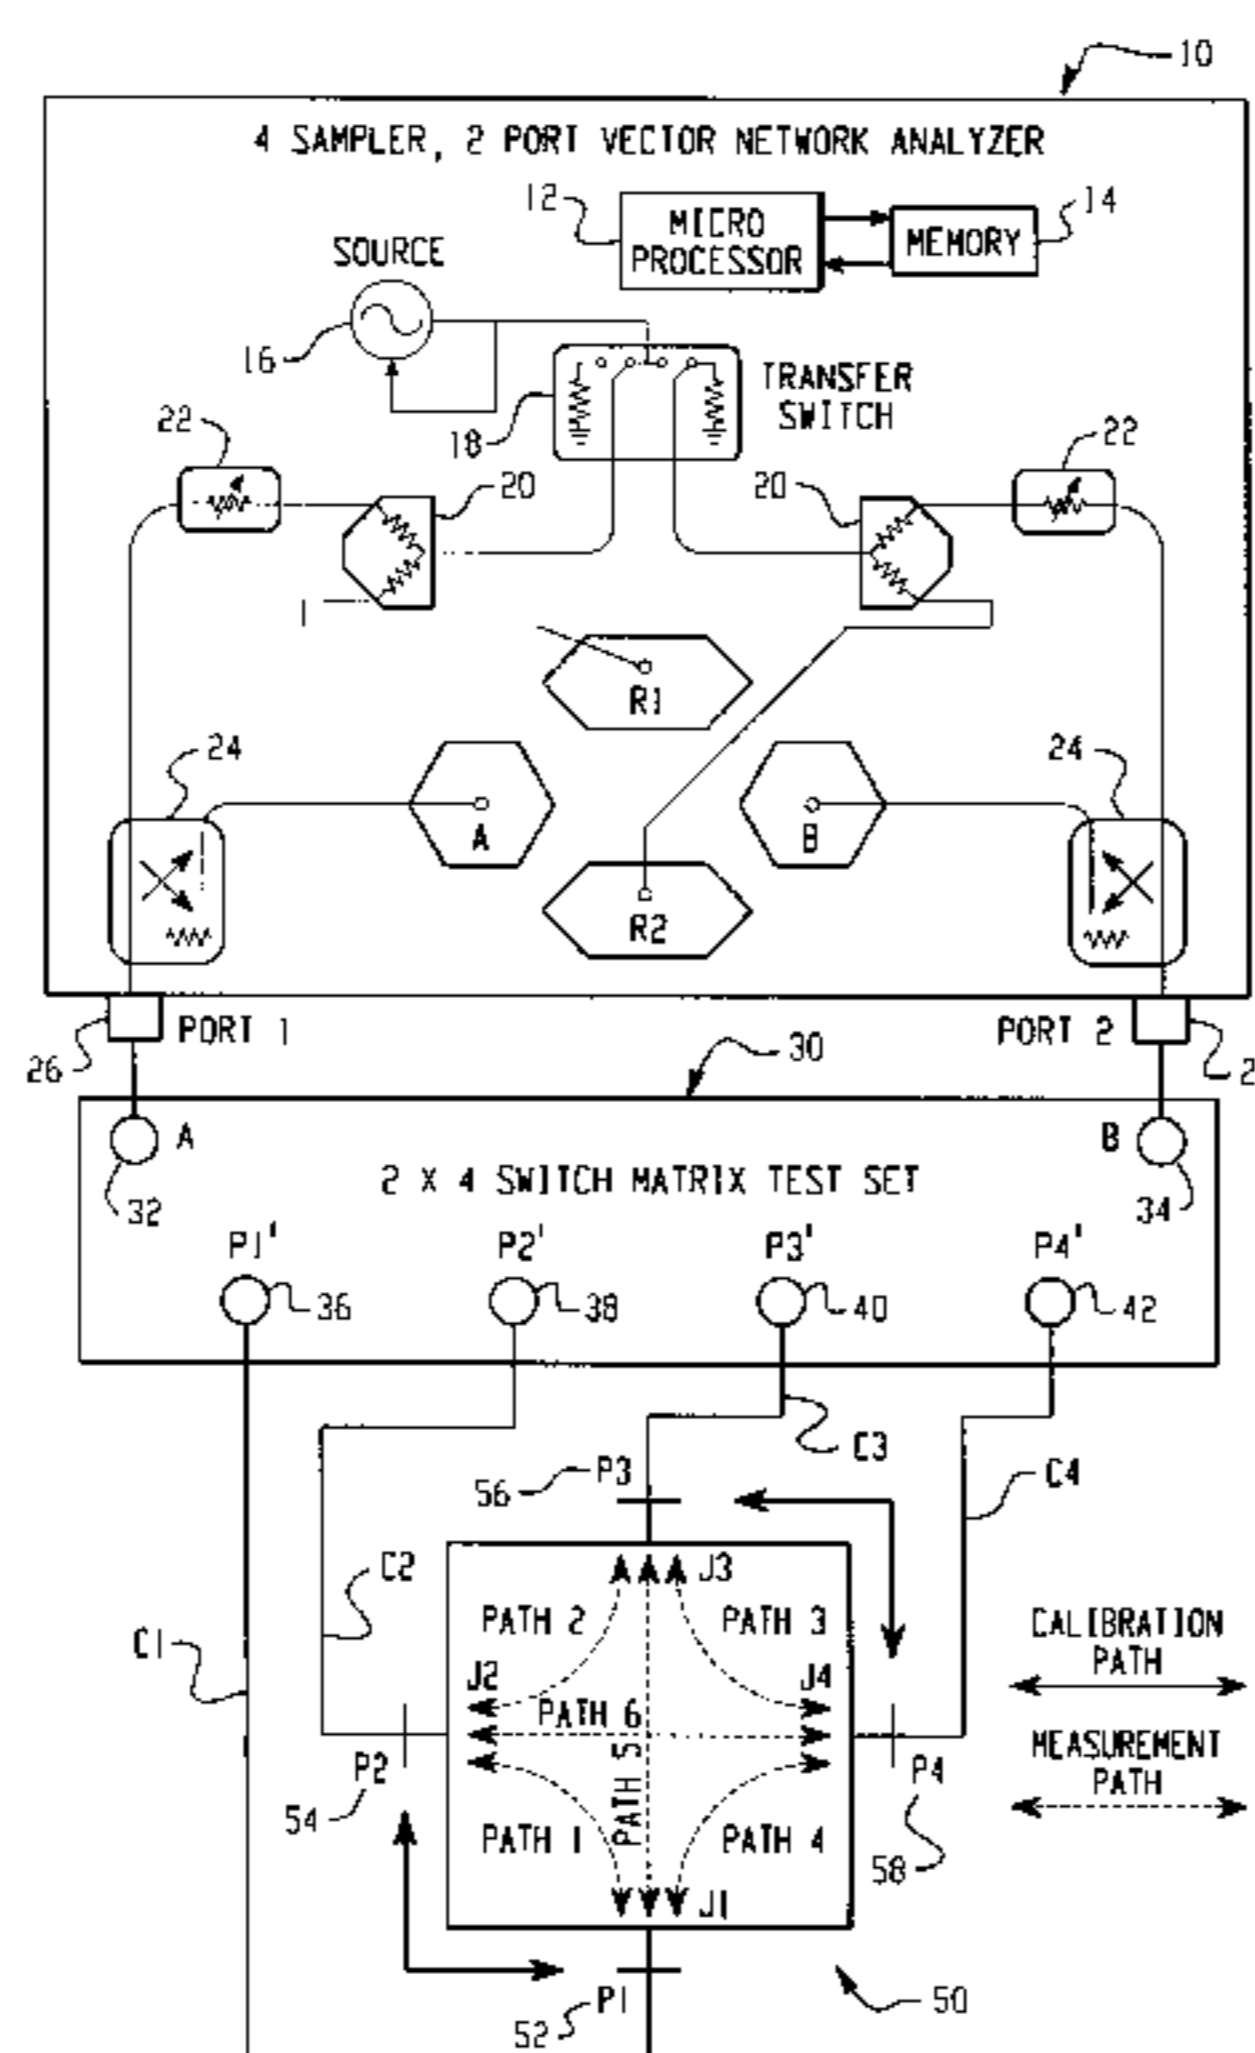 10
4 SAMPLER, 2 PORT VECTOR NETWORK ANALYZER
12
MICRO
PROCESSOR
MEMORY
14
SOURCE
16
TRANSFER
SWITCH
18
22
20
20
22
R1
24
A
B
24
R2
26
PORT 1
PORT 2
2
30
A
B
32
2 X 4 SWITCH MATRIX TEST SET
34
P1'
P2'
P3'
P4'
36
38
40
42
C3
56
P3
C4
C2
J3
PATH 2
PATH 3
C1
CALIBRATION
PATH
J2
J4
PATH 6
PATH 5
MEASUREMENT
PATH
P2
P4
54
PATH 1
PATH 4
58
J1
P1
50
52